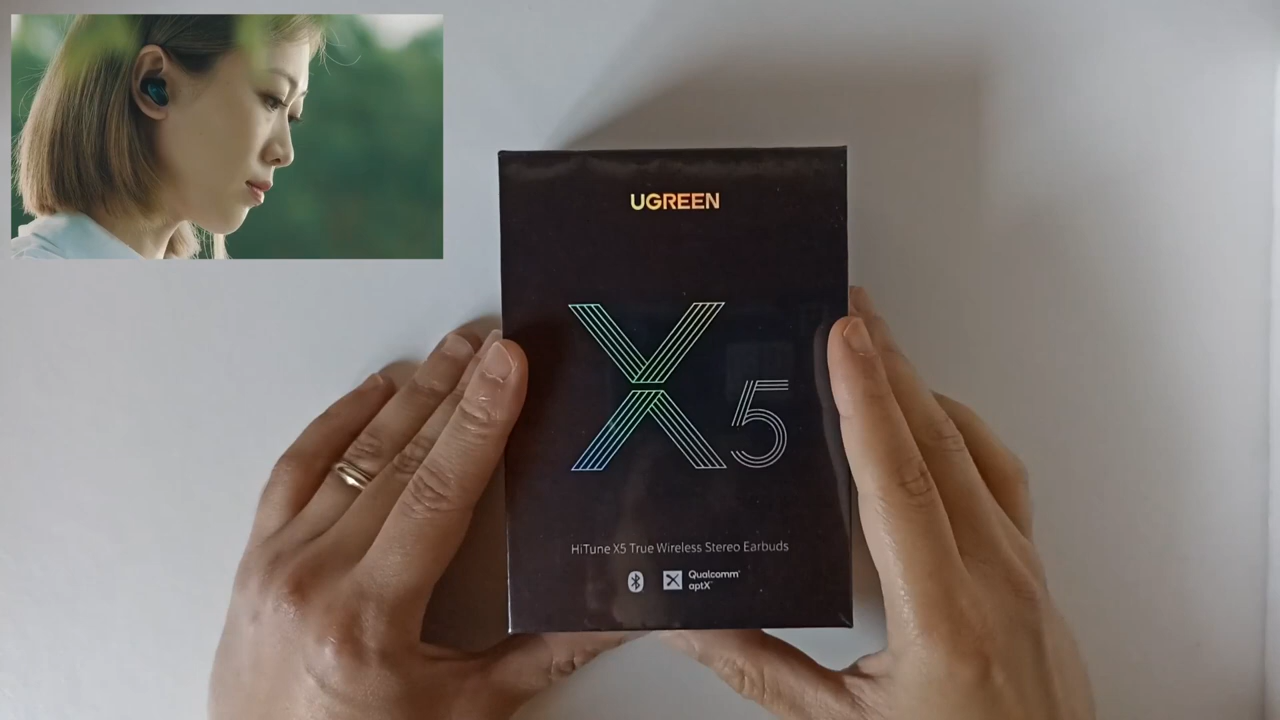 UGREEN
X5
HiTune X5 True Wireless Stereo Earbuds
Qualcomm
aptX